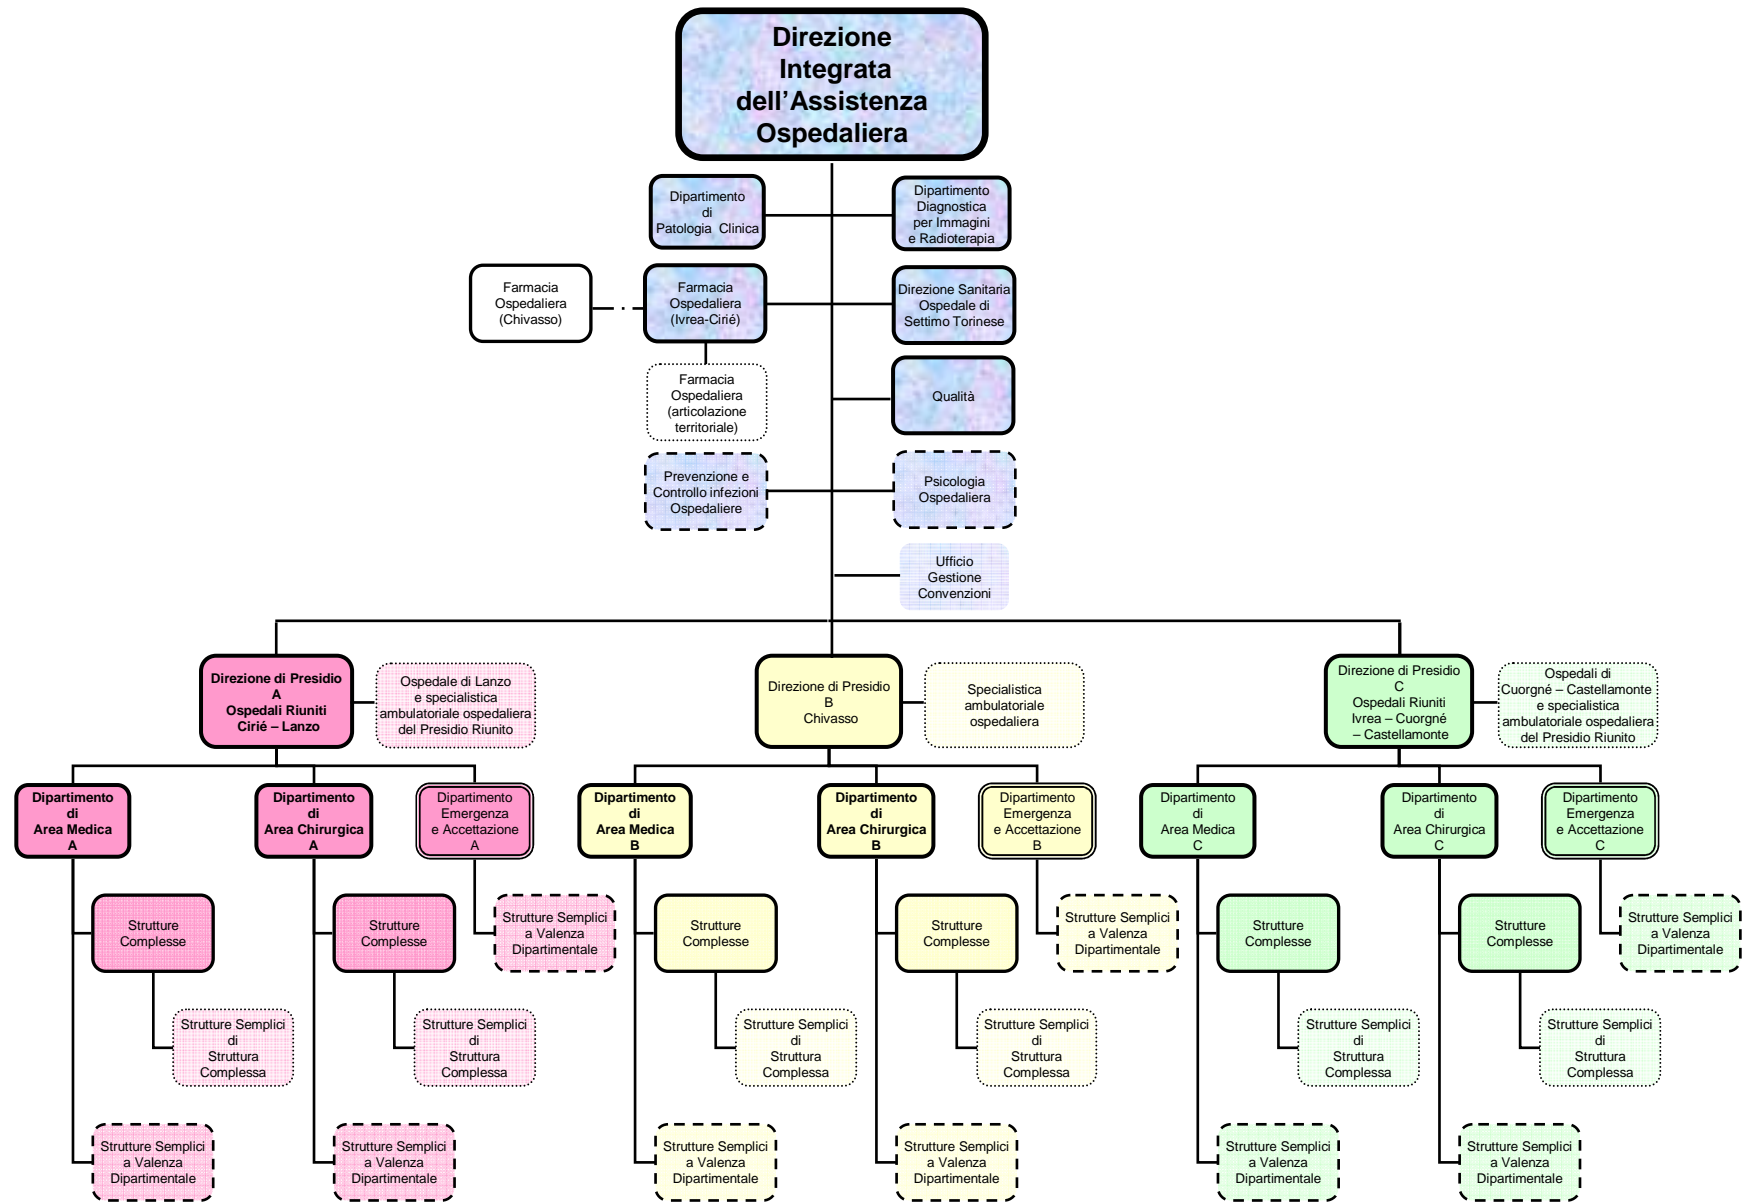 Direzione
Integrata
dell'Assistenza
Ospedaliera
Dipartimento
di
Patologia Clinica
Dipartimento
Diagnostica
per Immagini
e Radioterapia
Farmacia
Ospedaliera
(Chivasso)
Farmacia
Ospedaliera
(Ivrea-Cirié)
Direzione Sanitaria
Ospedale di
Settimo Torinese
Farmacia
Ospedaliera
(articolazione
territoriale)
Qualità
Prevenzione e
Controllo infezioni
Ospedaliere
Psicologia
Ospedaliera
Ufficio
Gestione
Convenzioni
Direzione di Presidio
A
Ospedali Riuniti
Cirié – Lanzo
Ospedale di Lanzo
e specialistica
ambulatoriale ospedaliera
del Presidio Riunito
Direzione di Presidio
B
Chivasso
Specialistica
ambulatoriale
ospedaliera
Direzione di Presidio
C
Ospedali Riuniti
Ivrea – Cuorgné
– Castellamonte
Ospedali di
Cuorgné – Castellamonte
e specialistica
ambulatoriale ospedaliera
del Presidio Riunito
Dipartimento
di
Area Medica
A
Dipartimento
di
Area Chirurgica
A
Dipartimento
Emergenza
e Accettazione
A
Dipartimento
di
Area Medica
B
Dipartimento
di
Area Chirurgica
B
Dipartimento
Emergenza
e Accettazione
B
Dipartimento
di
Area Medica
C
Dipartimento
di
Area Chirurgica
C
Dipartimento
Emergenza
e Accettazione
C
Strutture
Complesse
Strutture
Complesse
Strutture Semplici
a Valenza
Dipartimentale
Strutture
Complesse
Strutture
Complesse
Strutture Semplici
a Valenza
Dipartimentale
Strutture
Complesse
Strutture
Complesse
Strutture Semplici
a Valenza
Dipartimentale
Strutture Semplici
di
Struttura
Complessa
Strutture Semplici
di
Struttura
Complessa
Strutture Semplici
di
Struttura
Complessa
Strutture Semplici
di
Struttura
Complessa
Strutture Semplici
di
Struttura
Complessa
Strutture Semplici
di
Struttura
Complessa
Strutture Semplici
a Valenza
Dipartimentale
Strutture Semplici
a Valenza
Dipartimentale
Strutture Semplici
a Valenza
Dipartimentale
Strutture Semplici
a Valenza
Dipartimentale
Strutture Semplici
a Valenza
Dipartimentale
Strutture Semplici
a Valenza
Dipartimentale